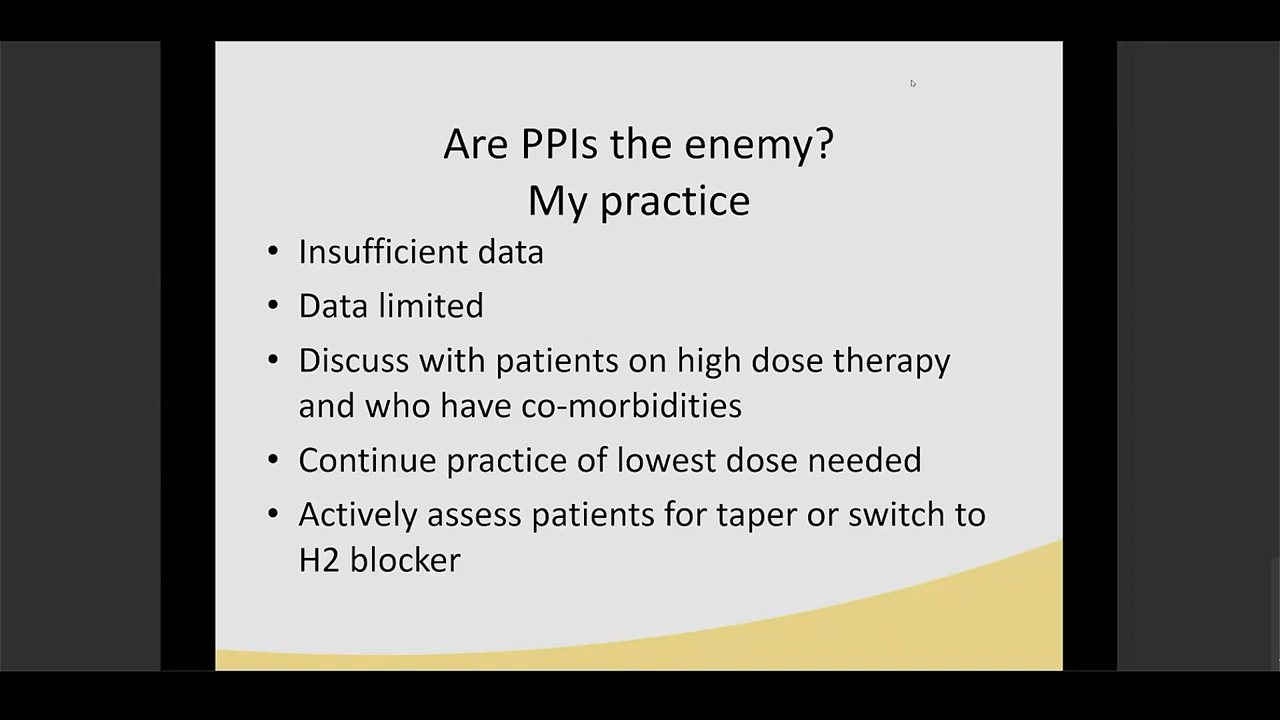 Are PPIs the enemy?
My practice
• Insufficient data
• Data limited
• Discuss with patients on high dose therapy
and who have co-morbidities
• Continue practice of lowest dose needed
• Actively assess patients for taper or switch to
H2 blocker